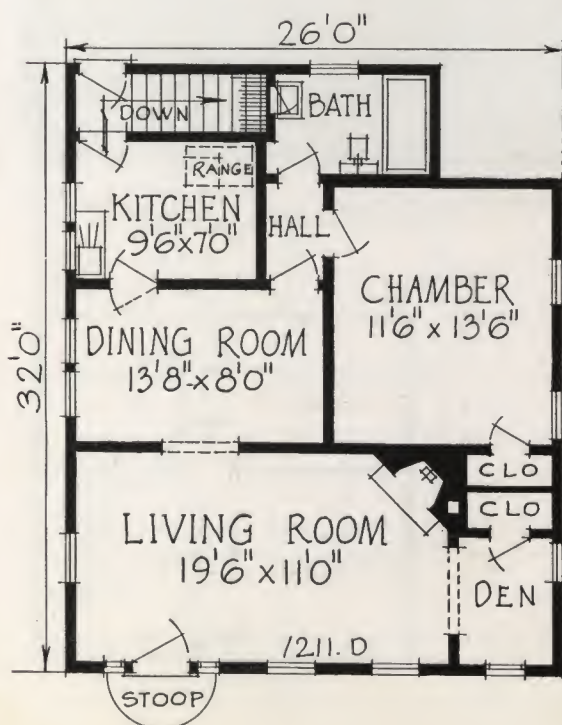 26'0"
32'0"
DOWN
BATH
RANGE
KITCHEN
9'6"x7'0"
HALL
CHAMBER
11'6" x 13'6"
DINING ROOM
13'8"-x8'0"
CLO
CLO
LIVING ROOM
19'6"x11'0"
DEN
1211. D
STOOP